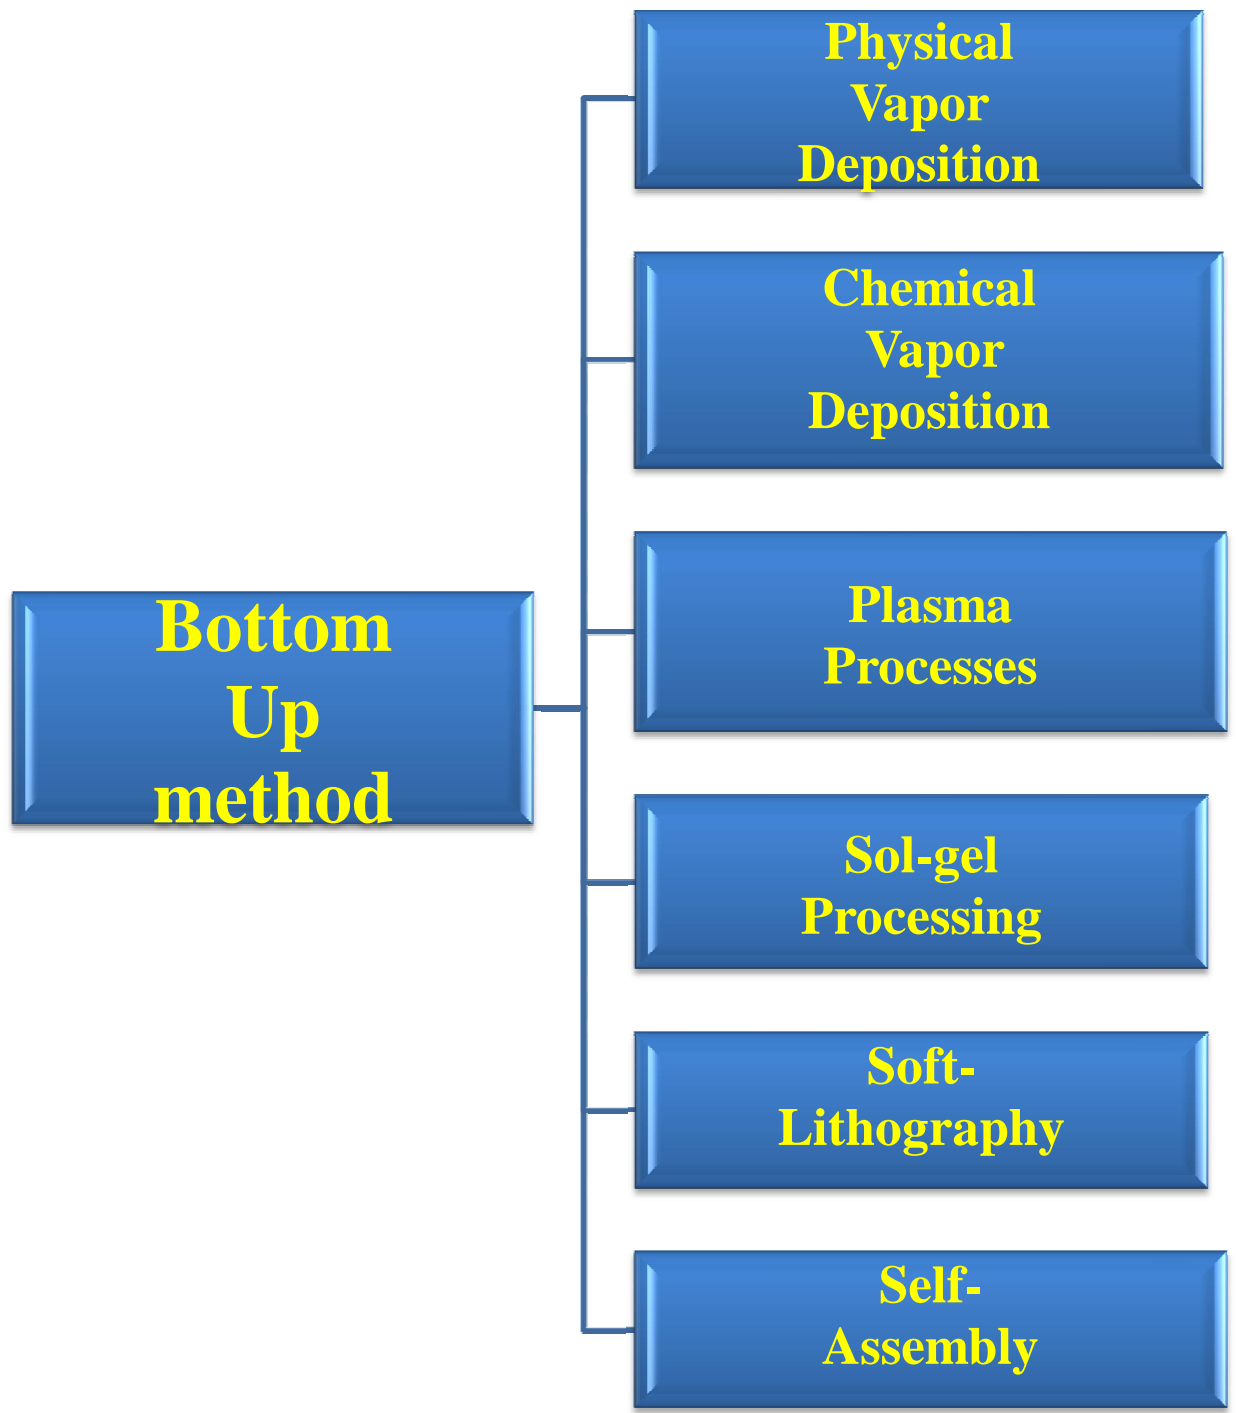 Physical
Vapor
Deposition
Chemical
Vapor
Deposition
Plasma
Processes
Bottom
Up
method
Sol-gel
Processing
Soft-
Lithography
Self-
Assembly